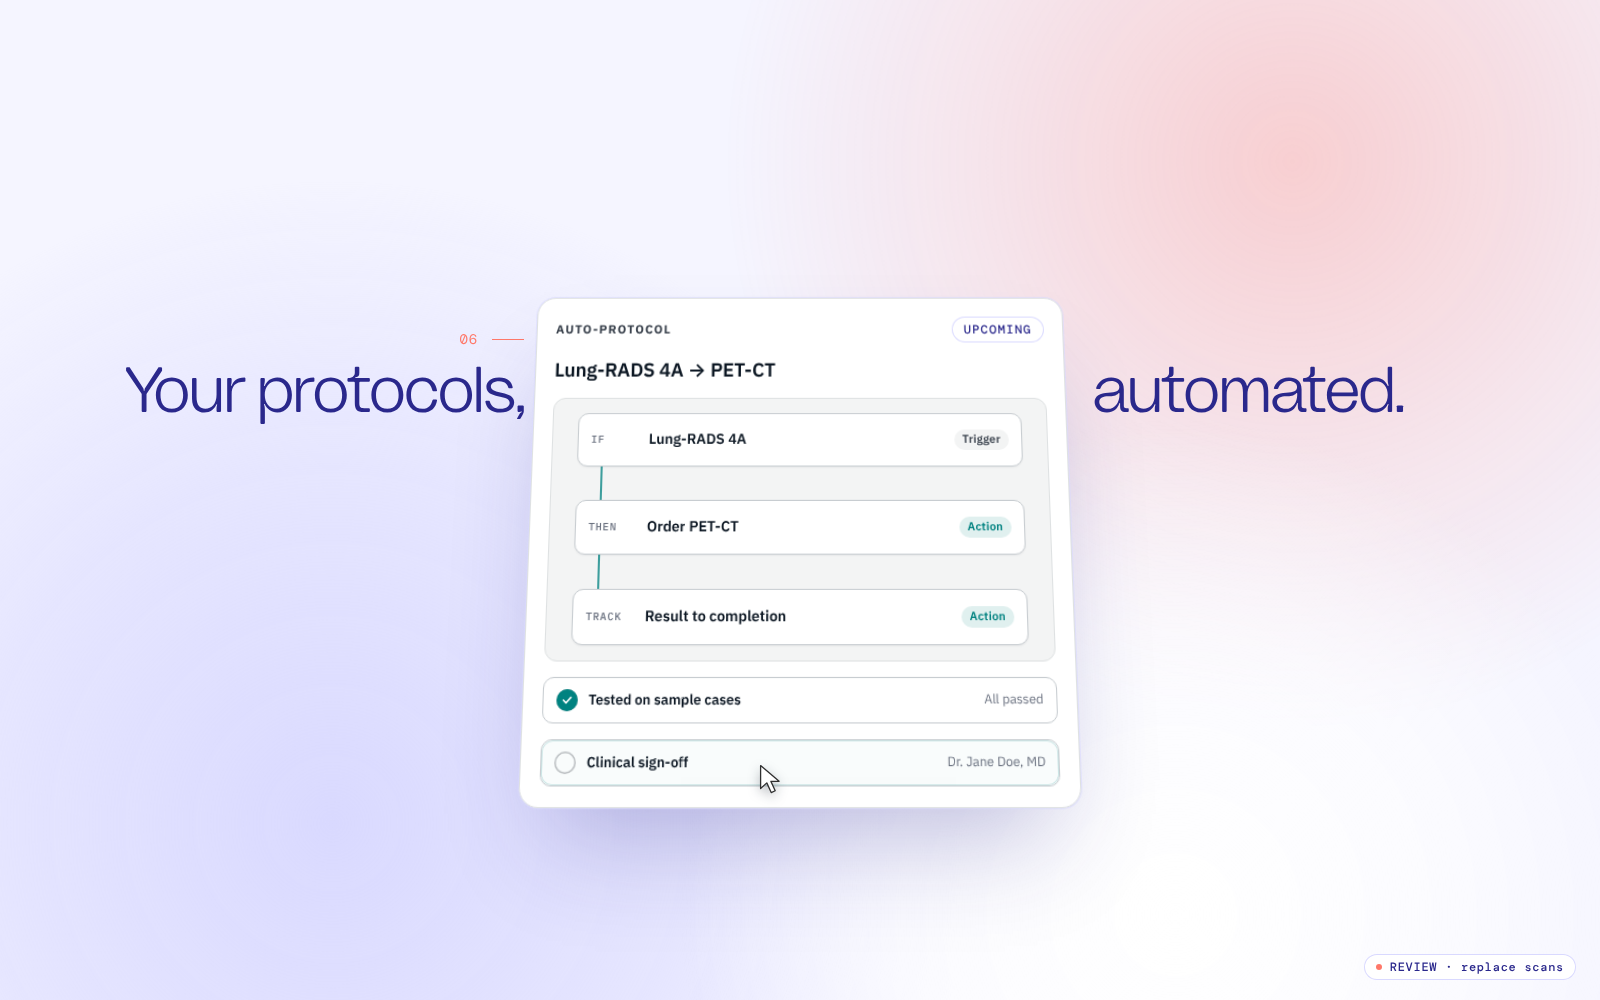 06
Your protocols,
automated.
AUTO-PROTOCOL
UPCOMING
Lung-RADS 4A → PET-CT
IF Lung-RADS 4A Trigger
THEN Order PET-CT Action
TRACK Result to completion Action
Tested on sample cases All passed
Clinical sign-off Dr. Jane Doe, MD
REVIEW · replace scans